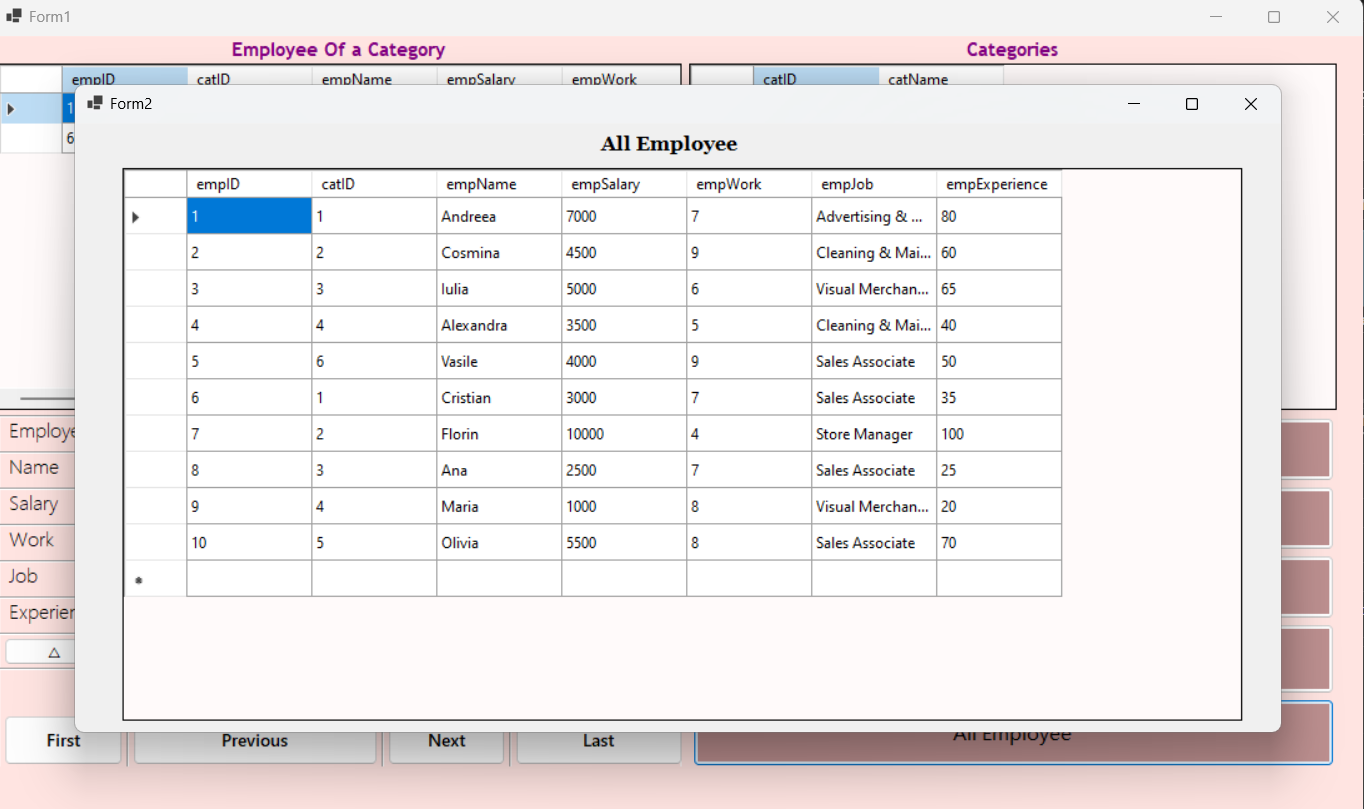 Form1
Employee Of a Category Categories
empID catID empName empSalary empWork catID catName
Form2
1
6
All Employee
empID catID empName empSalary empWork empJob empExperience
1 1 Andreea 7000 7 Advertising & ... 80
2 2 Cosmina 4500 9 Cleaning & Mai... 60
3 3 Iulia 5000 6 Visual Merchan... 65
4 4 Alexandra 3500 5 Cleaning & Mai... 40
5 6 Vasile 4000 9 Sales Associate 50
6 1 Cristian 3000 7 Sales Associate 35
7 2 Florin 10000 4 Store Manager 100
8 3 Ana 2500 7 Sales Associate 25
9 4 Maria 1000 8 Visual Merchan... 20
10 5 Olivia 5500 8 Sales Associate 70
Employe
Name
Salary
Work
Job
Experien
First Previous Next Last All Employee